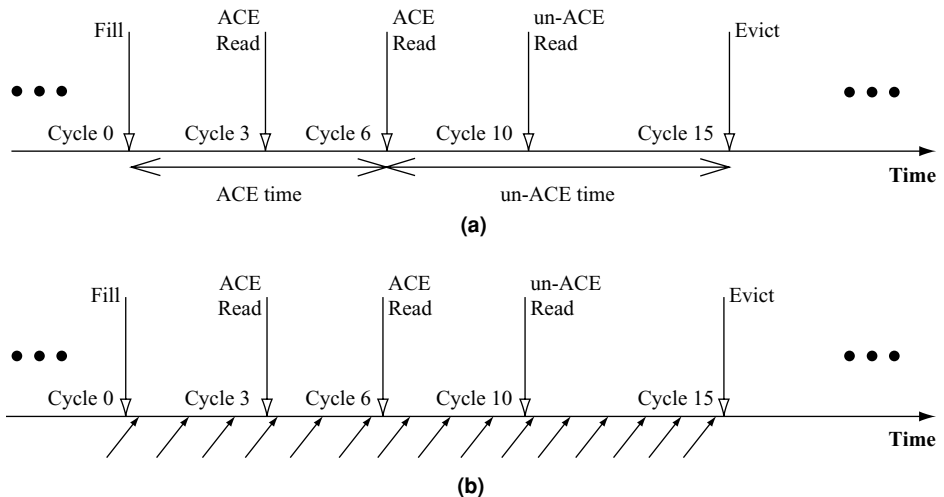 Fill
ACE
Read
ACE
Read
un-ACE
Read
Evict
Cycle 0
Cycle 3
Cycle 6
Cycle 10
Cycle 15
Time
ACE time
un-ACE time
(a)
Fill
ACE
Read
ACE
Read
un-ACE
Read
Evict
Cycle 0
Cycle 3
Cycle 6
Cycle 10
Cycle 15
Time
(b)